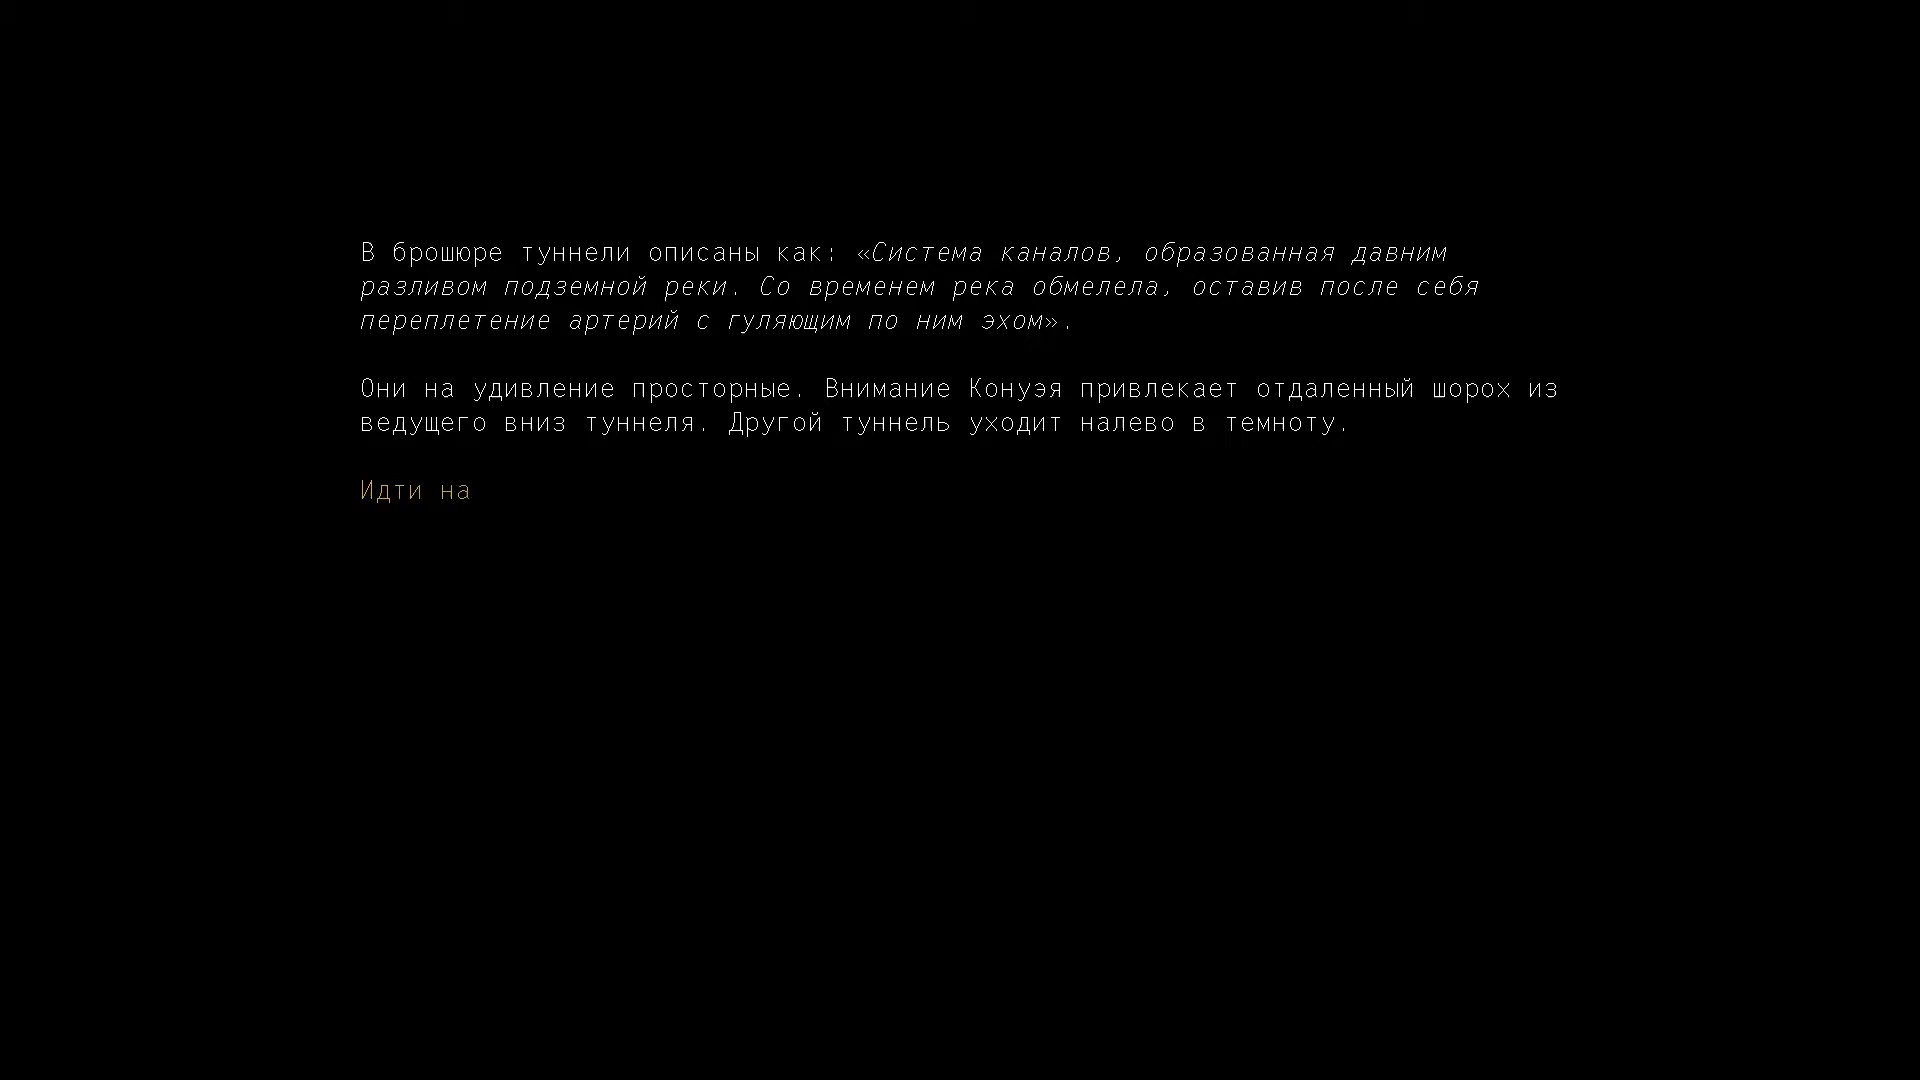 В брошюре туннели описаны как: «Система каналов, образованная давним
разливом подземной реки. Со временем река обмелела, оставив после себя
переплетение артерий с гуляющим по ним эхом».
Они на удивление просторные. Внимание Конуэя привлекает отдаленный шорох из
ведущего вниз туннеля. Другой туннель уходит налево в темноту.
Идти на